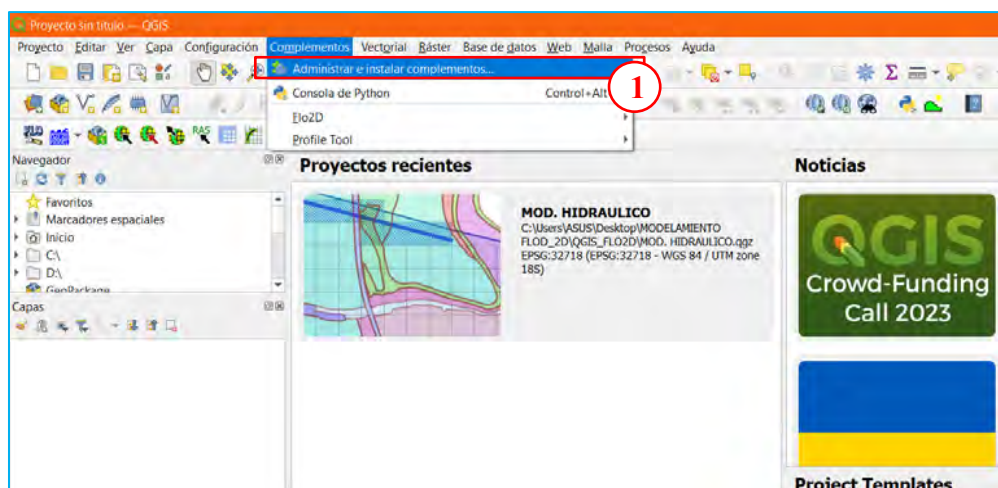 Proyecto sin título — QGIS
Proyecto Editar Ver Capa Configuración Complementos Vectorial Ráster Base de datos Web Malla Procesos Ayuda
Administrar e instalar complementos...
1
Consola de Python Control+Alt
Flo2D
Profile Tool
RAS
Navegador
Favoritos
Marcadores espaciales
Inicio
C:\
D:\
GeoPackage
Capas
Proyectos recientes
MOD. HIDRAULICO
C:\Users\ASUS\Desktop\MODELAMIENTO
FLOD_2D\QGIS_FLO2D\MOD. HIDRAULICO.qgz
EPSG:32718 (EPSG:32718 - WGS 84 / UTM zone
18S)
Noticias
QGIS
Crowd-Funding
Call 2023
Project Templates